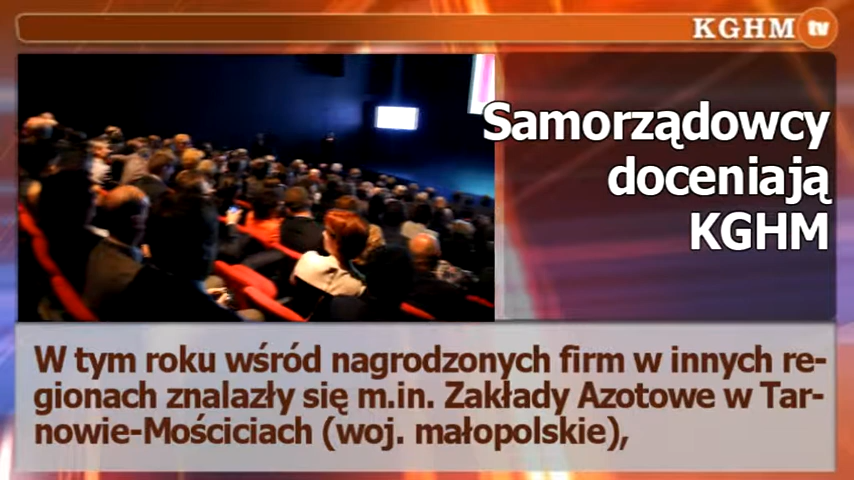 KGHM tv
Samorządowcy
doceniają
KGHM
W tym roku wśród nagrodzonych firm w innych re-
gionach znalazły się m.in. Zakłady Azotowe w Tar-
nowie-Mościciach (woj. małopolskie),